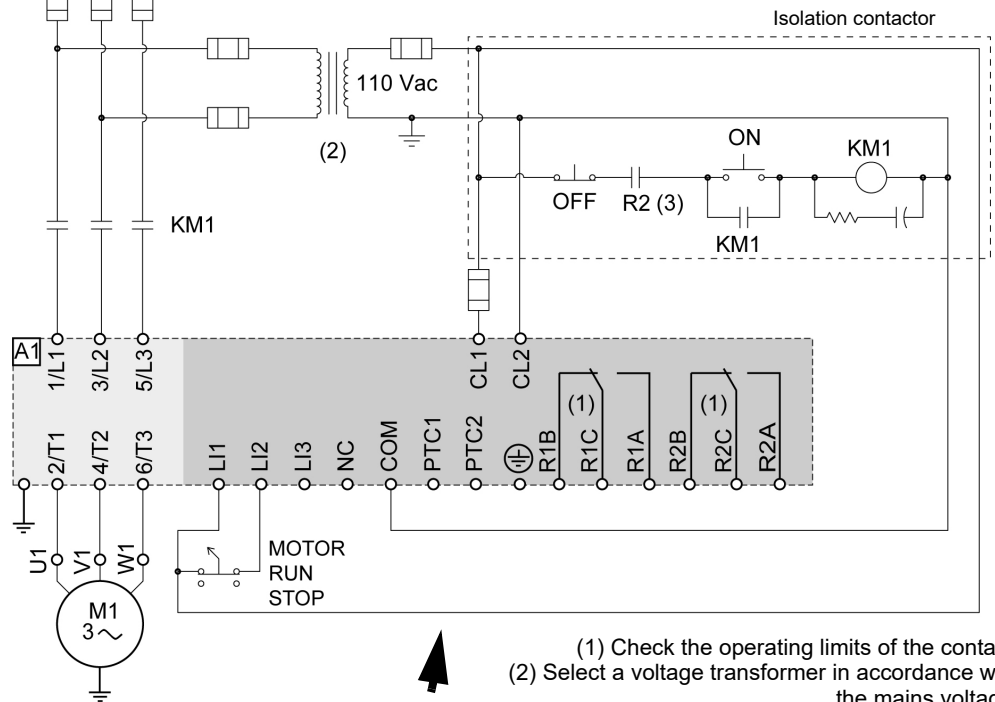 Isolation contactor
110 Vac
(2)
ON
KM1
OFF
R2 (3)
KM1
KM1
A1
1/L1
3/L2
5/L3
CL1
CL2
(1)
(1)
2/T1
4/T2
6/T3
LI1
LI2
LI3
NC
COM
PTC1
PTC2
R1B
R1C
R1A
R2B
R2C
R2A
U1
V1
W1
MOTOR
RUN
STOP
M1
3
(1) Check the operating limits of the
(2) Select a voltage transformer in accordance
the mains